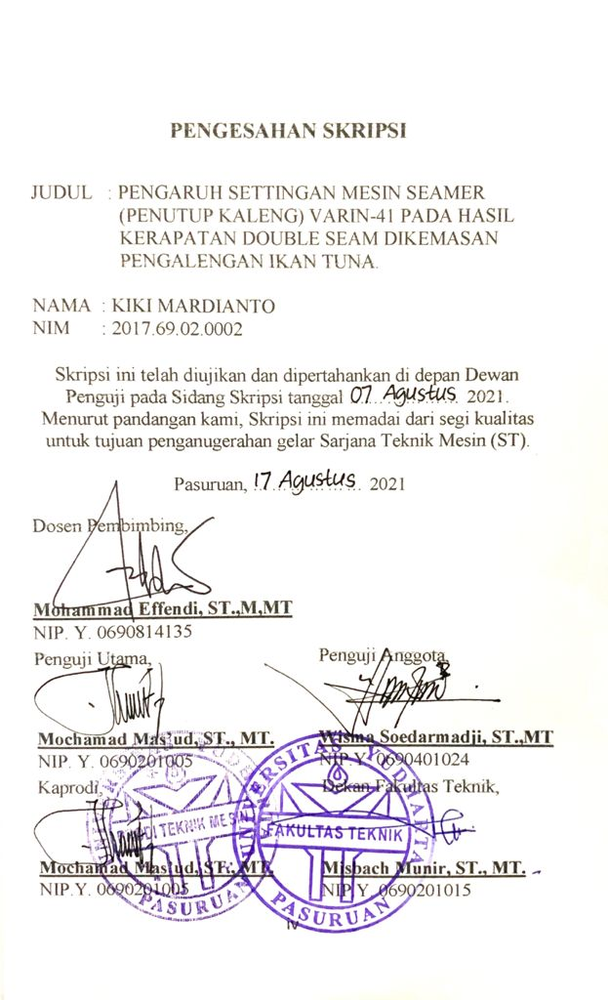 PENGESAHAN SKRIPSI
JUDUL : PENGARUH SETTINGAN MESIN SEAMER
(PENUTUP KALENG) VARIN-41 PADA HASIL
KERAPATAN DOUBLE SEAM DIKEMASAN
PENGALENGAN IKAN TUNA.
NAMA : KIKI MARDIANTO
NIM : 2017.69.02.0002
Skripsi ini telah diujikan dan dipertahankan di depan Dewan
Penguji pada Sidang Skripsi tanggal 07 Agustus 2021.
Menurut pandangan kami, Skripsi ini memadai dari segi kualitas
untuk tujuan penganugerahan gelar Sarjana Teknik Mesin (ST).
Pasuruan, 17 Agustus 2021
Dosen Pembimbing,
Mohammad Effendi, ST.,M,MT
NIP. Y. 0690814135
Penguji Utama,
Penguji Anggota,
Mochamad Mas'ud, ST., MT.
Wisma Soedarmadji, ST.,MT
NIP. Y. 0690201005
NIP.Y. 0690401024
Kaprodi,
Dekan Fakultas Teknik,
Mochamad Mas'ud, ST., MT.
Misbach Munir, ST., MT.
NIP.Y. 0690201005
NIP.Y. 0690201015
UNIVERSITAS YUDHARTA
FAKULTAS TEKNIK
PASURUAN
DI TEKNIK MES
PASURUAN
iv